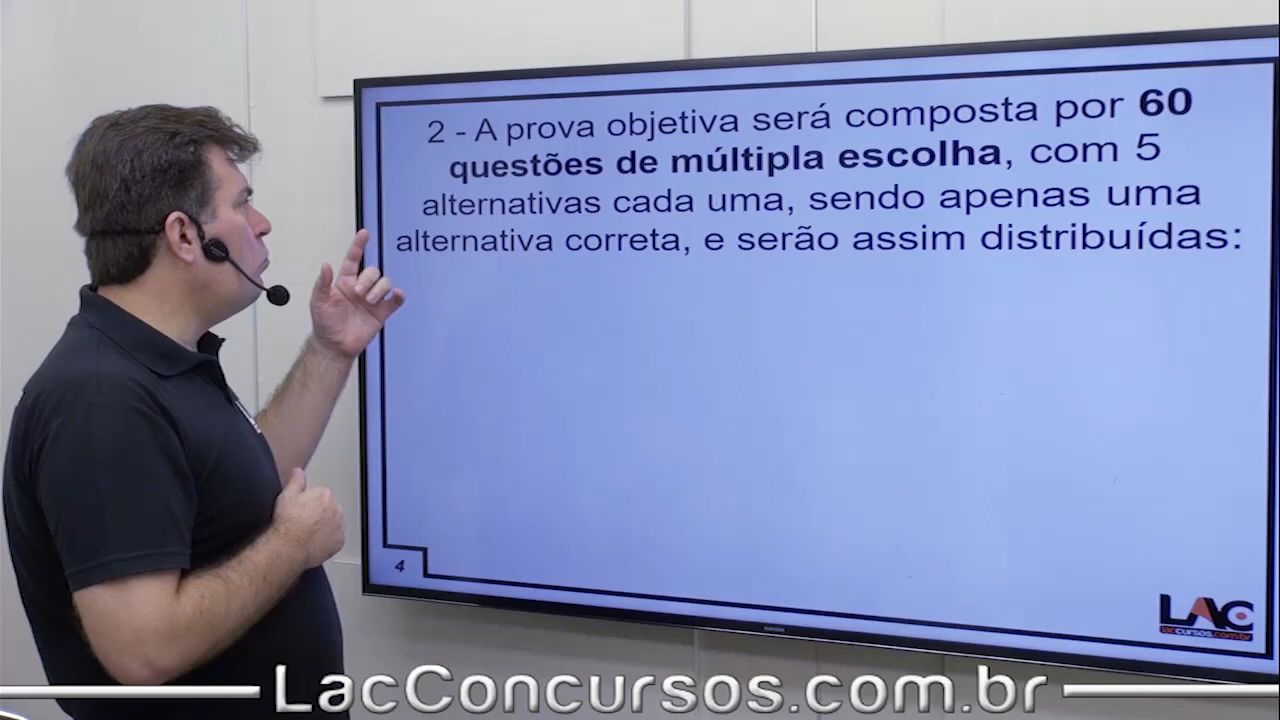 2 - A prova objetiva será composta por 60
questões de múltipla escolha, com 5
alternativas cada uma, sendo apenas uma
alternativa correta, e serão assim distribuídas:
4
LAC
laccursos.com.br
SAMSUNG
LacConcursos.com.br